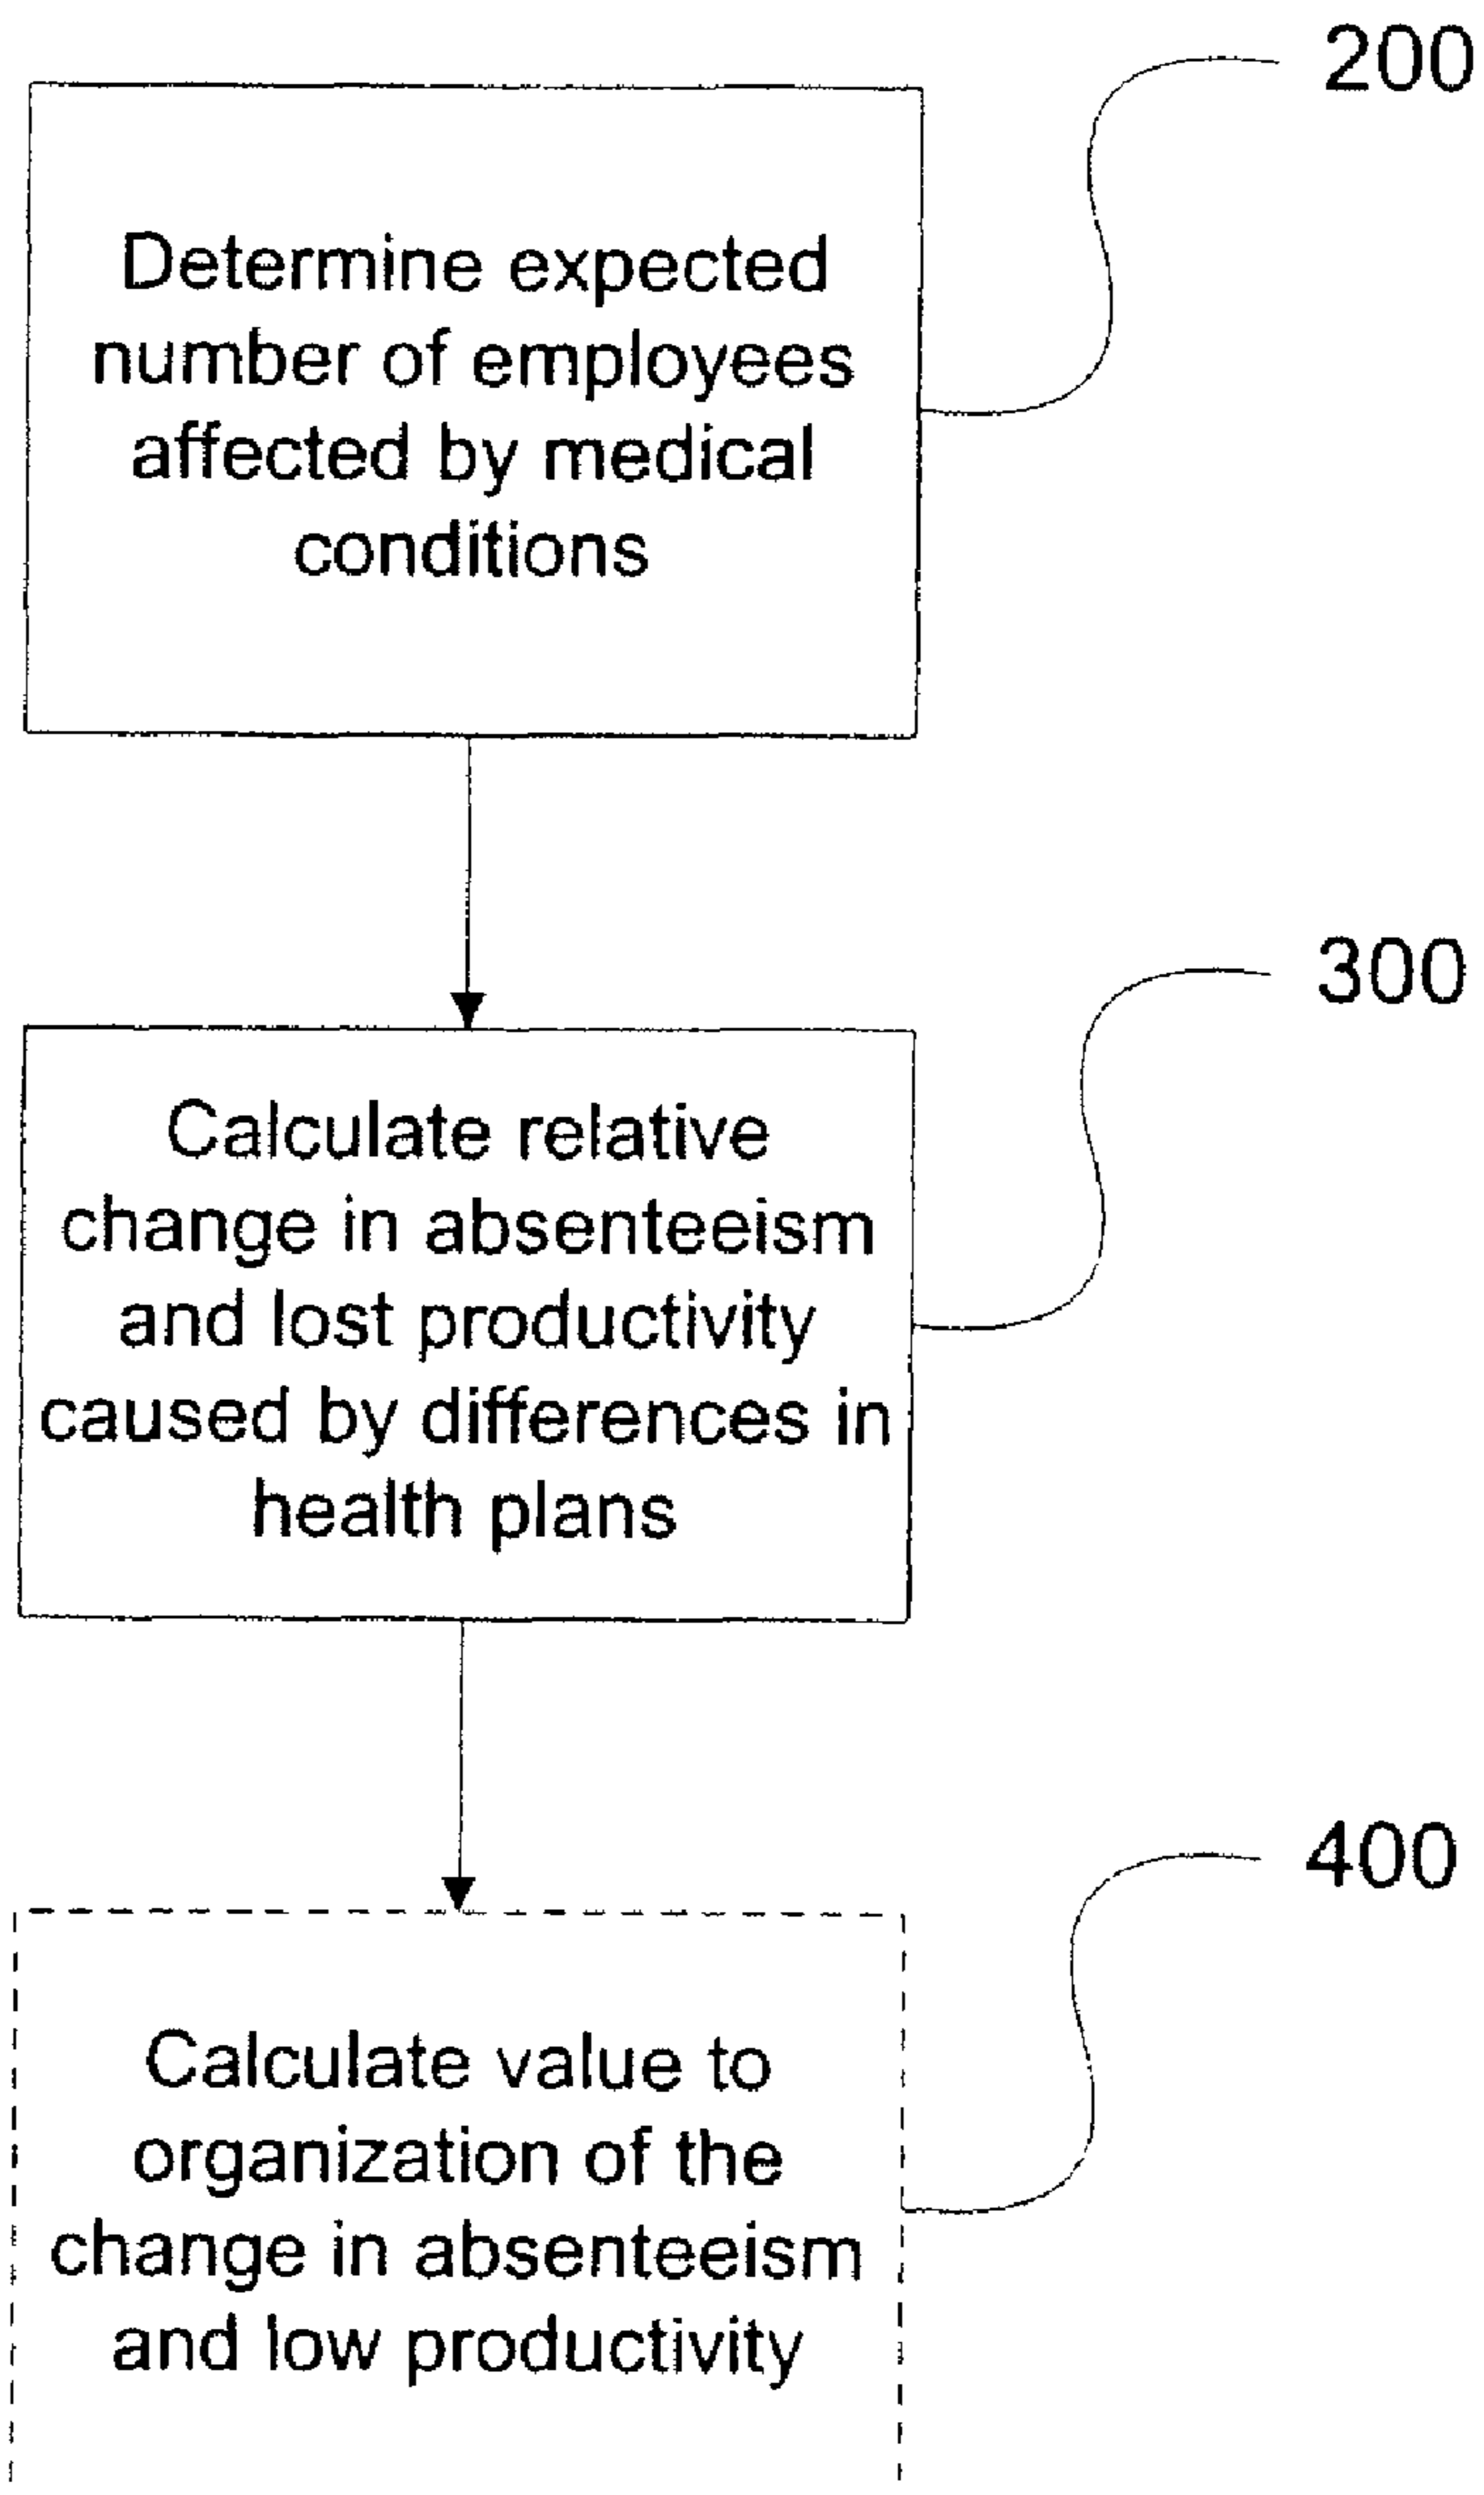 200
Determine expected
number of employees
affected by medical
conditions
300
Calculate relative
change in absenteeism
and lost productivity
caused by differences in
health plans
400
Calculate value to
organization of the
change in absenteeism
and low productivity